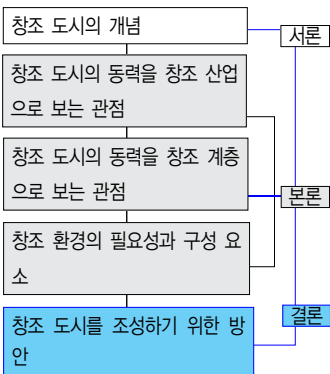 창조 도시의 개념
서론
창조 도시의 동력을 창조 산업
으로 보는 관점
창조 도시의 동력을 창조 계층
으로 보는 관점
본론
창조 환경의 필요성과 구성 요
소
창조 도시를 조성하기 위한 방
안
결론